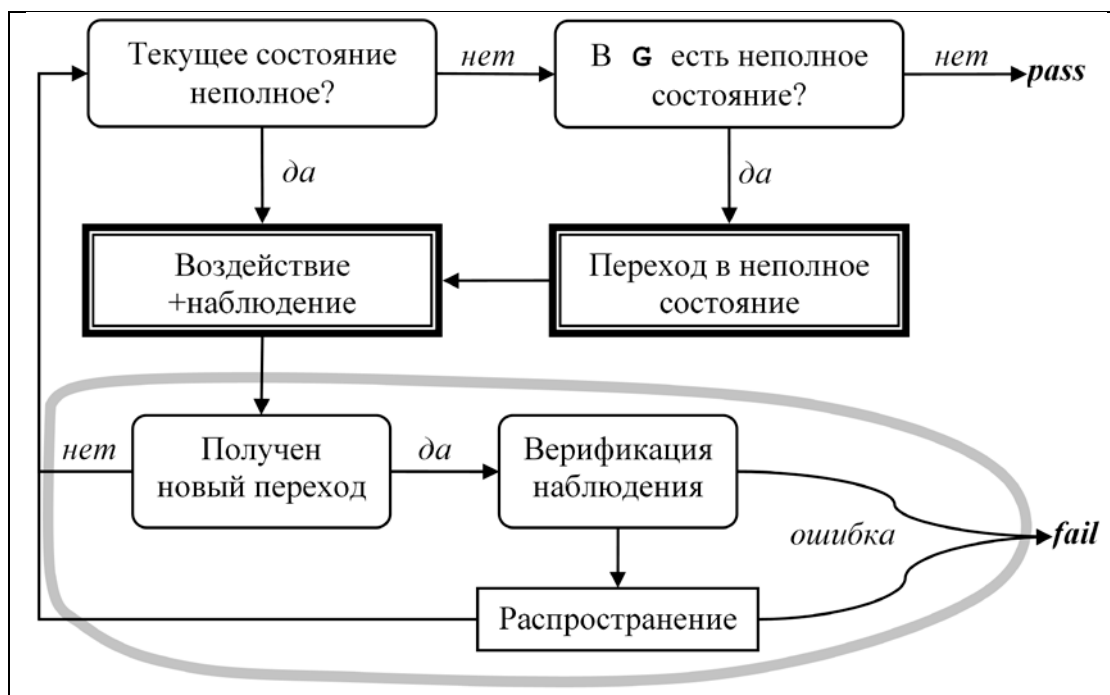 Текущее состояние
неполное?
нет
В G есть неполное
состояние?
нет
pass
да
да
Воздействие
+наблюдение
Переход в неполное
состояние
нет
Получен
новый переход
да
Верификация
наблюдения
ошибка
fail
Распространение